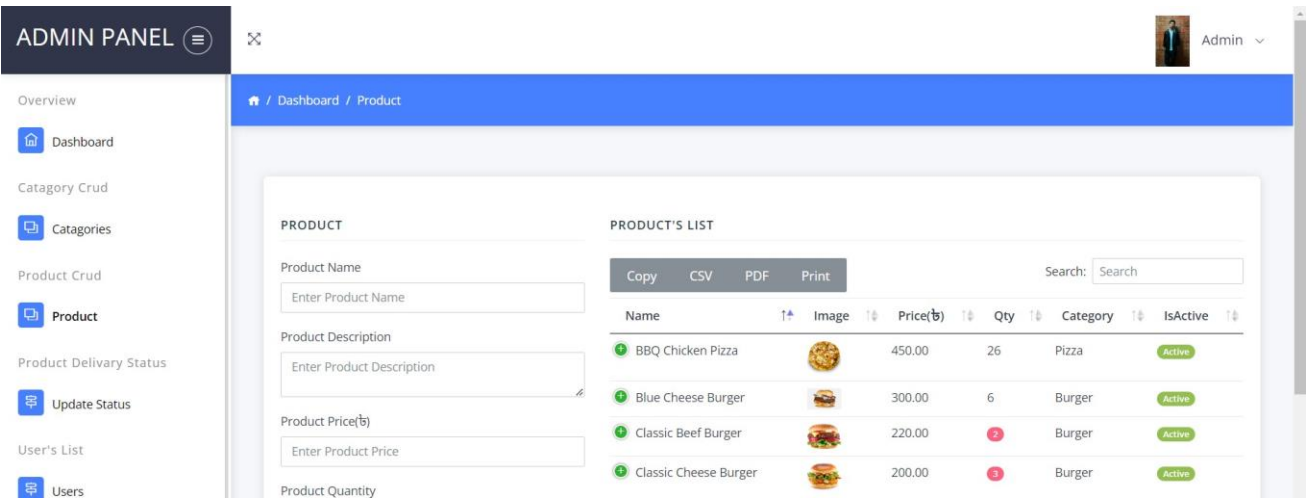 ADMIN PANEL
Admin
Overview
Dashboard
Catagory Crud
Catagories
Product Crud
Product
Product Delivary Status
Update Status
User's List
Users
/ Dashboard / Product
PRODUCT
Product Name
Enter Product Name
Product Description
Enter Product Description
Product Price(৳)
Enter Product Price
Product Quantity
PRODUCT'S LIST
Copy CSV PDF Print
Search: Search
Name Image Price(৳) Qty Category IsActive
BBQ Chicken Pizza 450.00 26 Pizza Active
Blue Cheese Burger 300.00 6 Burger Active
Classic Beef Burger 220.00 2 Burger Active
Classic Cheese Burger 200.00 3 Burger Active